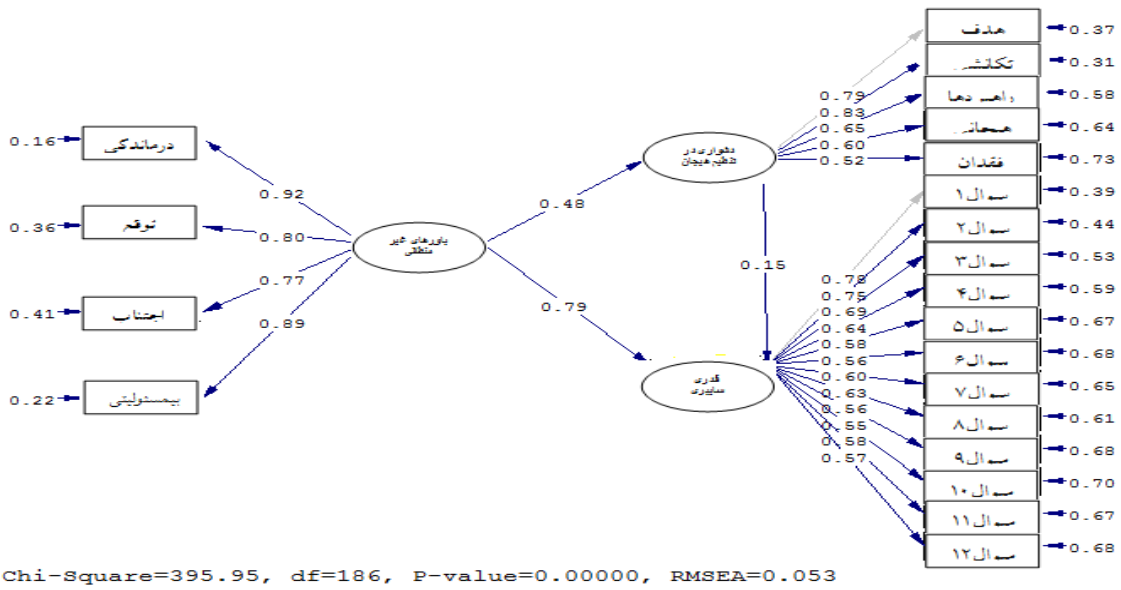 0.16
درماندگی
0.92
0.36
توقع
0.80
0.41
اجتناب
0.77
0.22
بیمسئولیتی
0.89
باورهای غیر
منطقی
0.48
0.79
دشواری در
تنظیم هیجان
0.15
قلدری
سایبری
0.79
0.83
0.65
0.60
0.52
هدف
0.37
0.31
0.58
0.64
فقدان
0.73
0.78
0.75
0.69
0.64
0.58
0.56
0.60
0.63
0.56
0.55
0.58
0.57
سوال۱
0.39
سوال۲
0.44
سوال۳
0.53
سوال۴
0.59
سوال۵
0.67
سوال۶
0.68
سوال۷
0.65
سوال۸
0.61
سوال۹
0.68
سوال۱۰
0.70
سوال۱۱
0.67
سوال۱۲
0.68
Chi-Square=395.95, df=186, P-value=0.00000, RMSEA=0.053